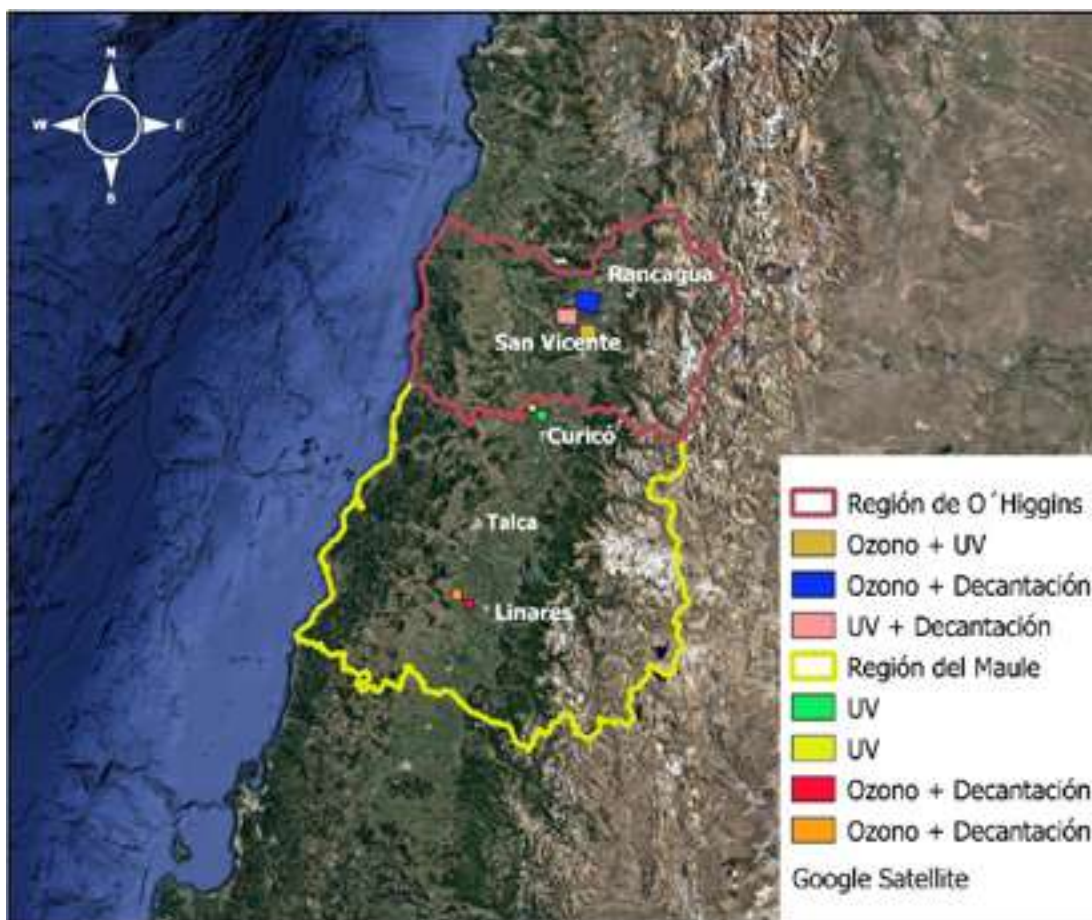 N
W
E
S
Rancagua
San Vicente
Curicó
Talca
Linares
Región de O´Higgins
Ozono + UV
Ozono + Decantación
UV + Decantación
Región del Maule
UV
UV
Ozono + Decantación
Ozono + Decantación
Google Satellite